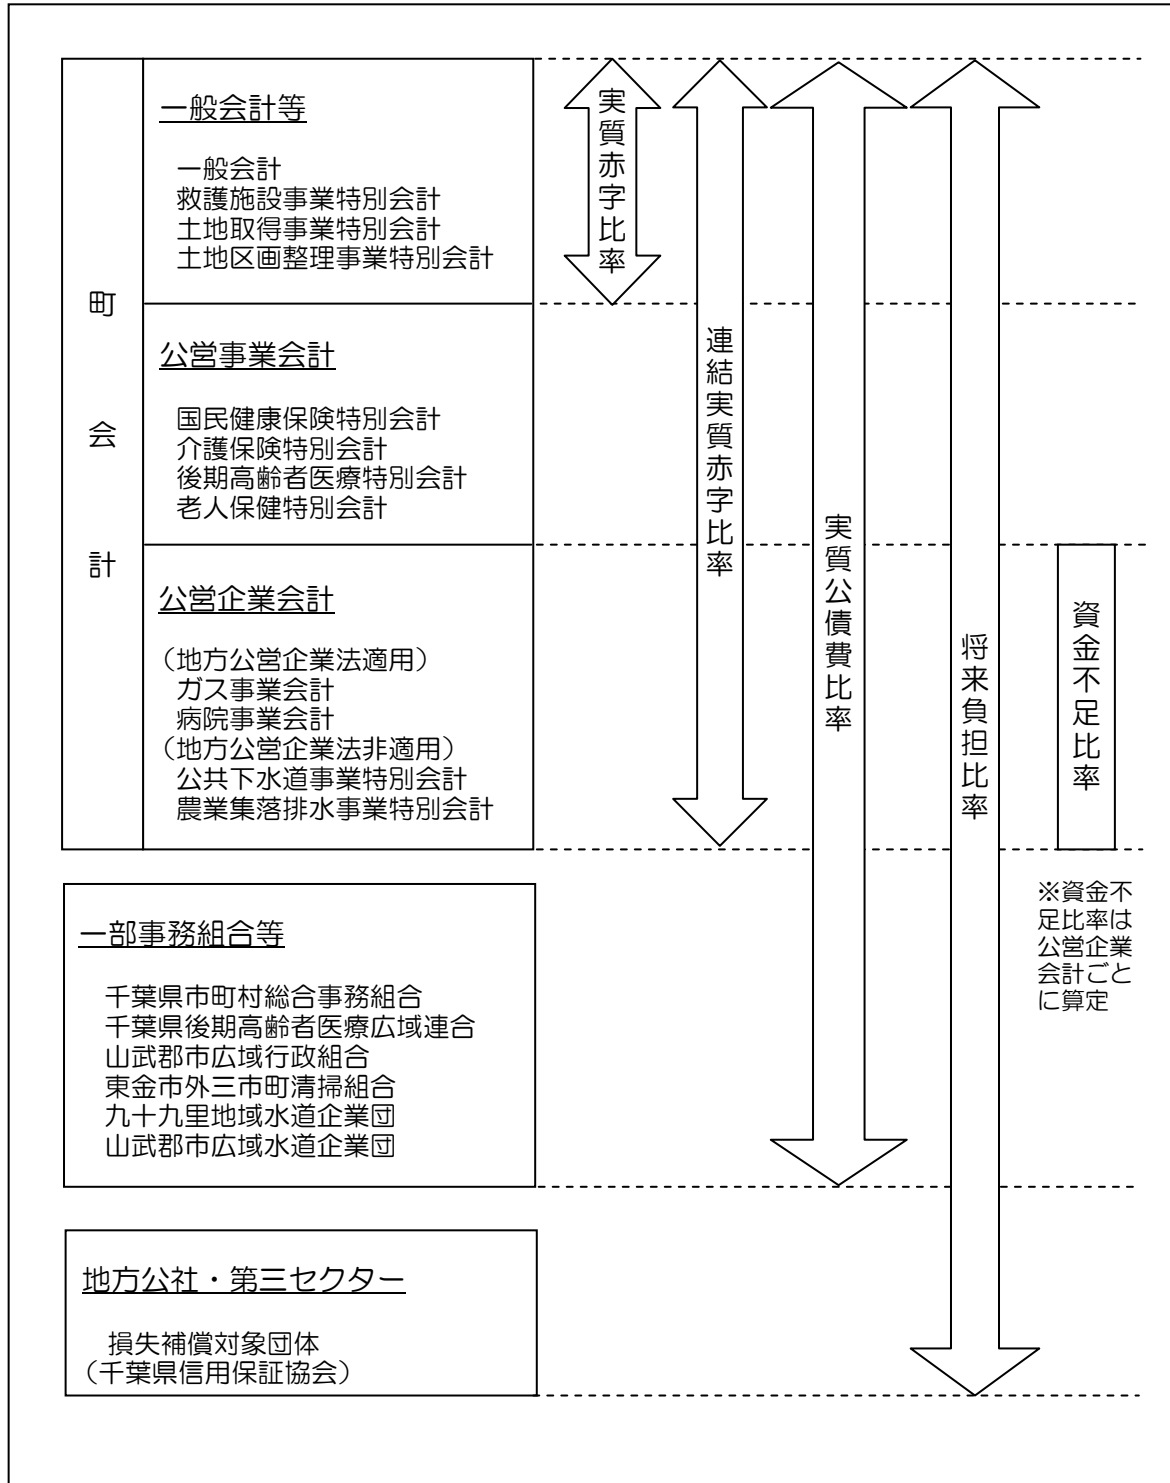 町会計
一般会計等
一般会計
救護施設事業特別会計
土地取得事業特別会計
土地区画整理事業特別会計
公営事業会計
国民健康保険特別会計
介護保険特別会計
後期高齢者医療特別会計
老人保健特別会計
公営企業会計
（地方公営企業法適用）
ガス事業会計
病院事業会計
（地方公営企業法非適用）
公共下水道事業特別会計
農業集落排水事業特別会計
一部事務組合等
千葉県市町村総合事務組合
千葉県後期高齢者医療広域連合
山武郡市広域行政組合
東金市外三市町清掃組合
九十九里地域水道企業団
山武郡市広域水道企業団
地方公社・第三セクター
損失補償対象団体
（千葉県信用保証協会）
実質赤字比率
連結実質赤字比率
実質公債費比率
将来負担比率
資金不足比率
※資金不
足比率は
公営企業
会計ごと
に算定